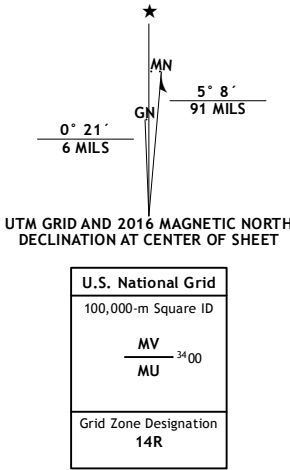 ★
MN
GN
5° 8´
91 MILS
0° 21´
6 MILS
UTM GRID AND 2016 MAGNETIC NORTH
DECLINATION AT CENTER OF SHEET
U.S. National Grid
100,000-m Square ID
MV
3400
MU
Grid Zone Designation
14R